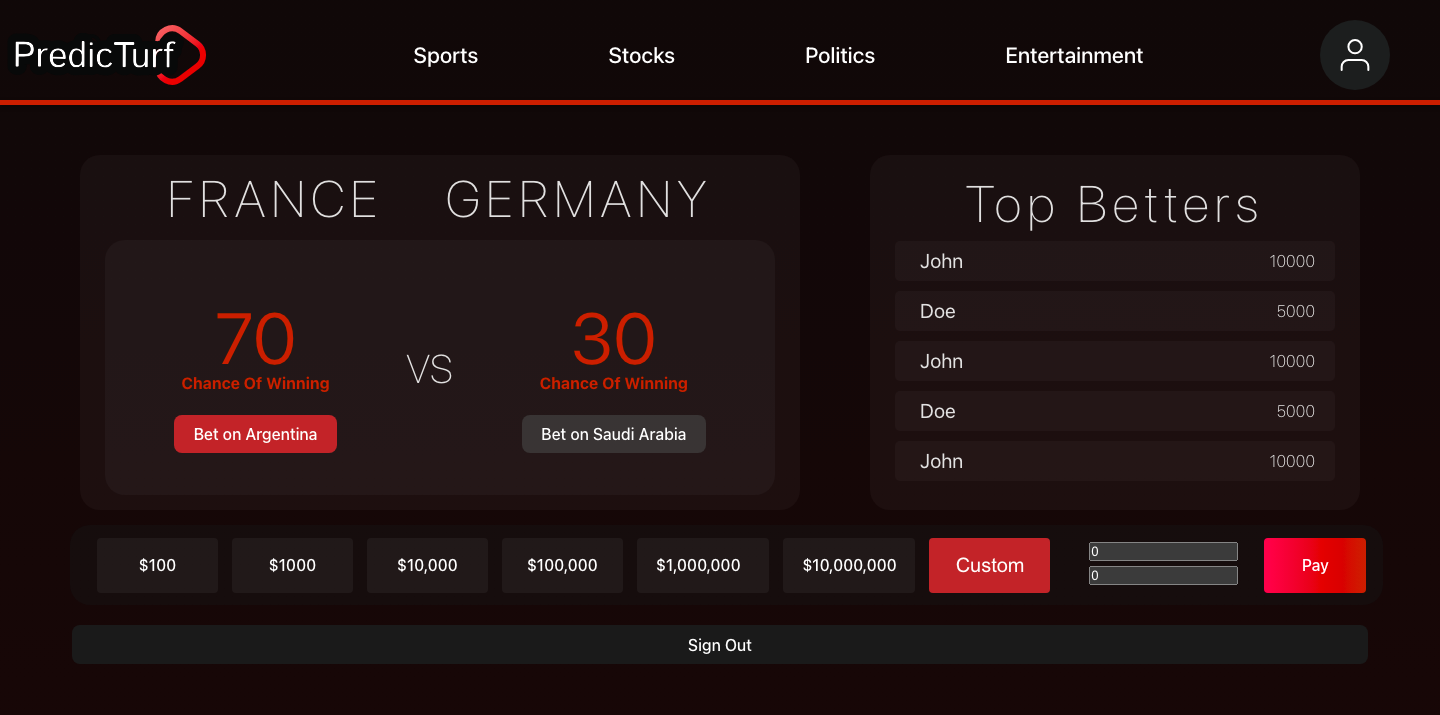 PredicTurf Sports Stocks Politics Entertainment
FRANCE GERMANY
70
Chance Of Winning
Bet on Argentina
VS
30
Chance Of Winning
Bet on Saudi Arabia
Top Betters
John 10000
Doe 5000
John 10000
Doe 5000
John 10000
$100 $1000 $10,000 $100,000 $1,000,000 $10,000,000 Custom
0
0
Pay
Sign Out